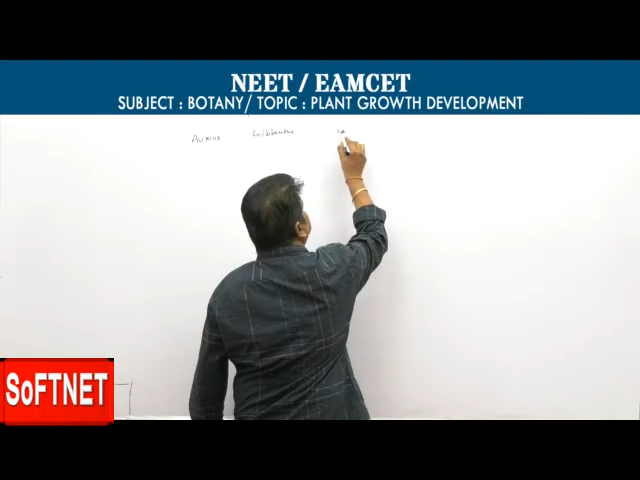 NEET / EAMCET
SUBJECT : BOTANY/ TOPIC : PLANT GROWTH DEVELOPMENT
Auxins
SoFTNET